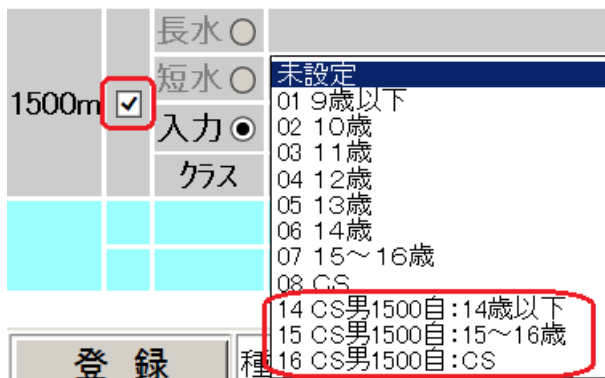 長水
短水
1500m
入力
クラス
未設定
01 9歳以下
02 10歳
03 11歳
04 12歳
05 13歳
06 14歳
07 15～16歳
08 CS
14 CS男1500自:14歳以下
15 CS男1500自:15～16歳
16 CS男1500自:CS
登 録
種